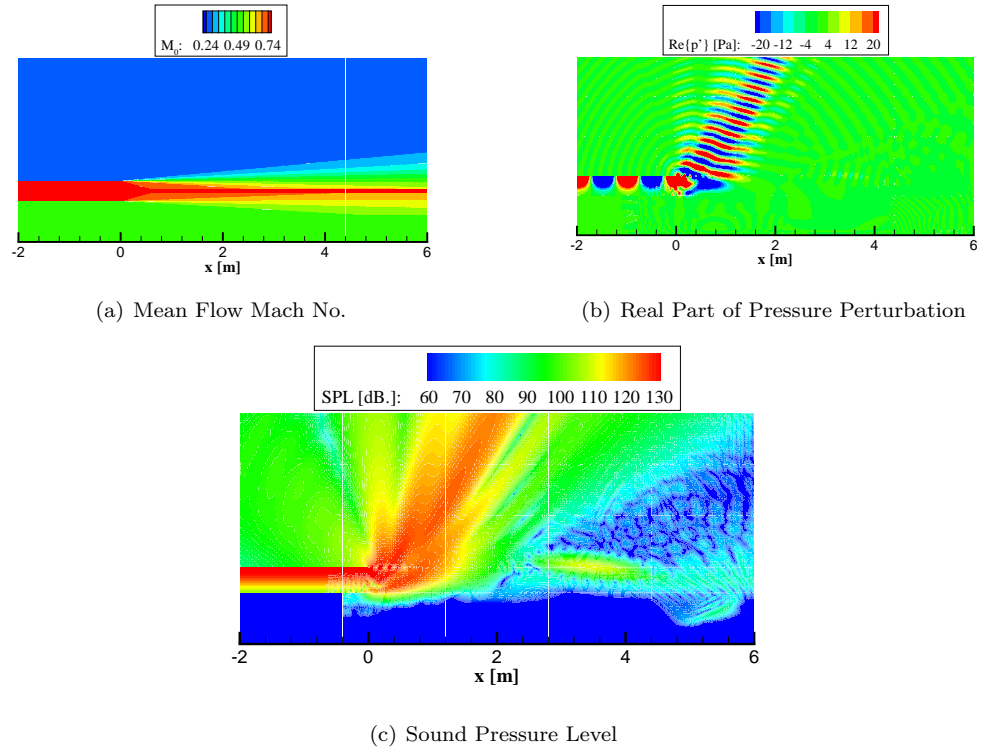 M₀: 0.24 0.49 0.74
-2 0 2 4 6
x [m]
(a) Mean Flow Mach No.
Re{p'} [Pa]: -20 -12 -4 4 12 20
-2 0 2 4 6
x [m]
(b) Real Part of Pressure Perturbation
SPL [dB.]: 60 70 80 90 100 110 120 130
-2 0 2 4 6
x [m]
(c) Sound Pressure Level